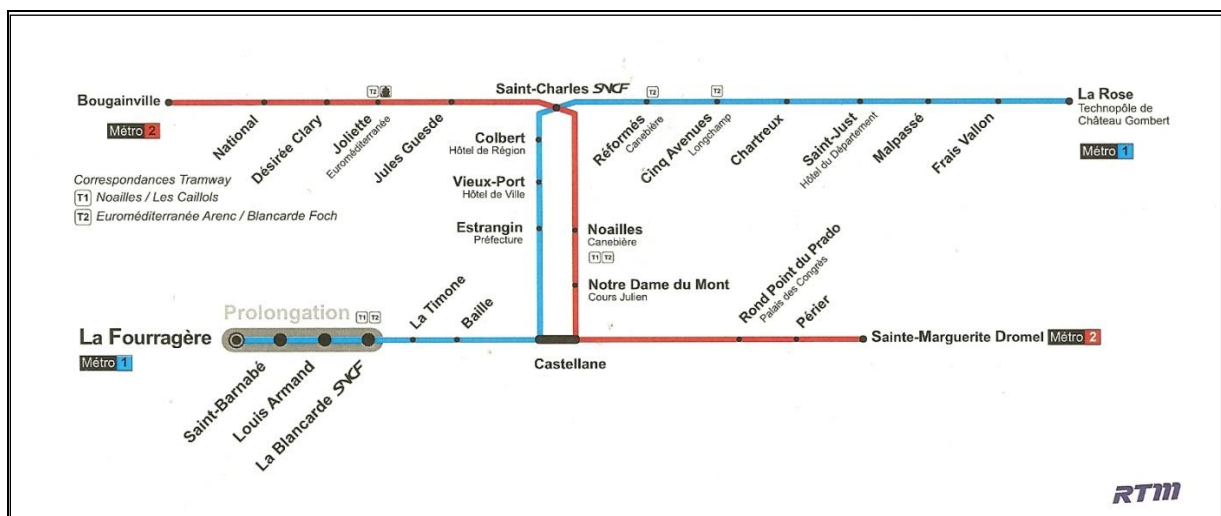 Saint-Charles SNCF
T2
T2
T2
Bougainville
Métro 2
National
Désirée Clary
Joliette
Euroméditerranée
Jules Guesde
Colbert
Hôtel de Région
Réformés
Canebière
Cinq Avenues
Longchamp
Chartreux
Saint-Just
Hôtel du Département
Malpassé
Frais Vallon
La Rose
Technopôle de
Château Gombert
Métro 1
Correspondances Tramway
T1 Noailles / Les Caillols
T2 Euroméditerranée Arenc / Blancarde Foch
Vieux-Port
Hôtel de Ville
Estrangin
Préfecture
Noailles
Canebière
T1 T2
Notre Dame du Mont
Cours Julien
Prolongation T1 T2
La Fourragère
Métro 1
Saint-Barnabé
Louis Armand
La Blancarde SNCF
La Timone
Baille
Castellane
Rond Point du Prado
Palais des Congrès
Périer
Sainte-Marguerite Dromel Métro 2
RTM